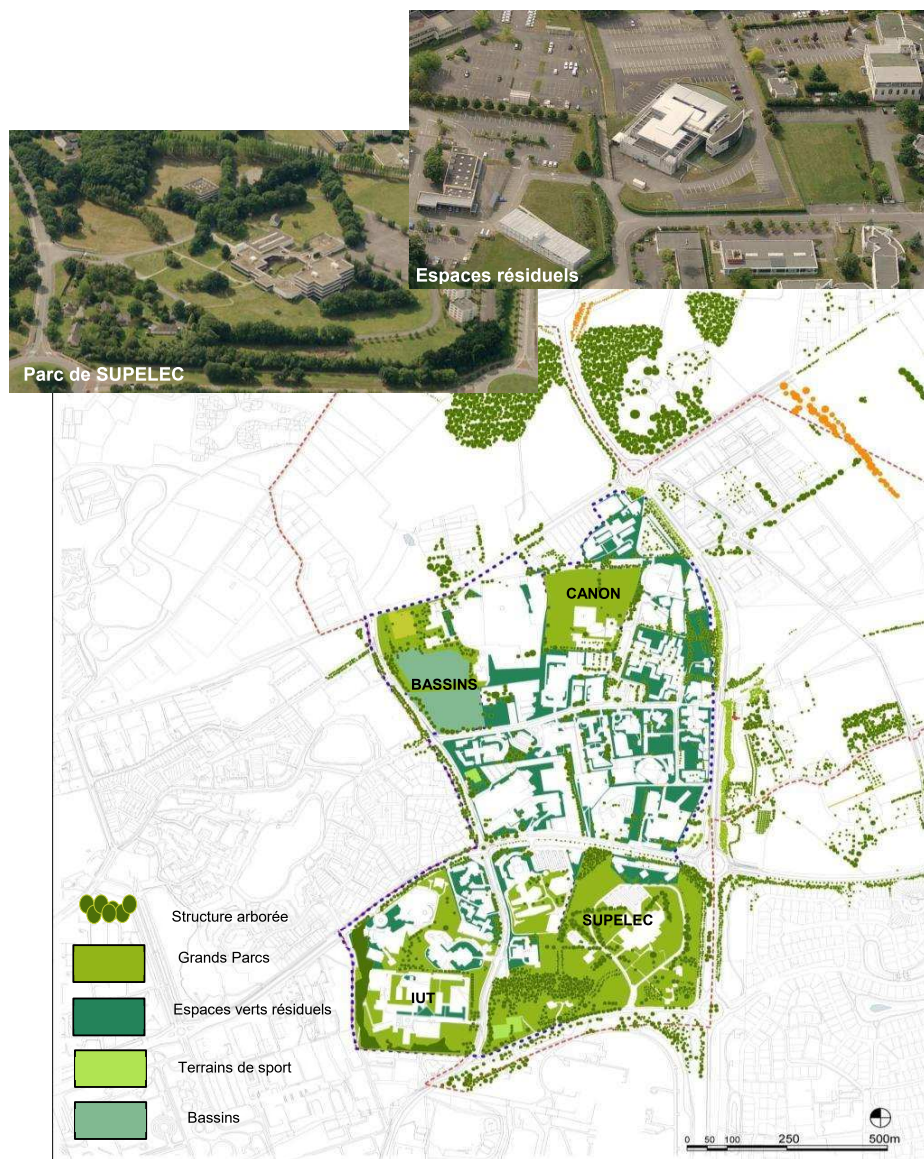 Espaces résiduels
Parc de SUPELEC
CANON
BASSINS
SUPELEC
IUT
Structure arborée
Grands Parcs
Espaces verts résiduels
Terrains de sport
Bassins
0 50 100 250 500m